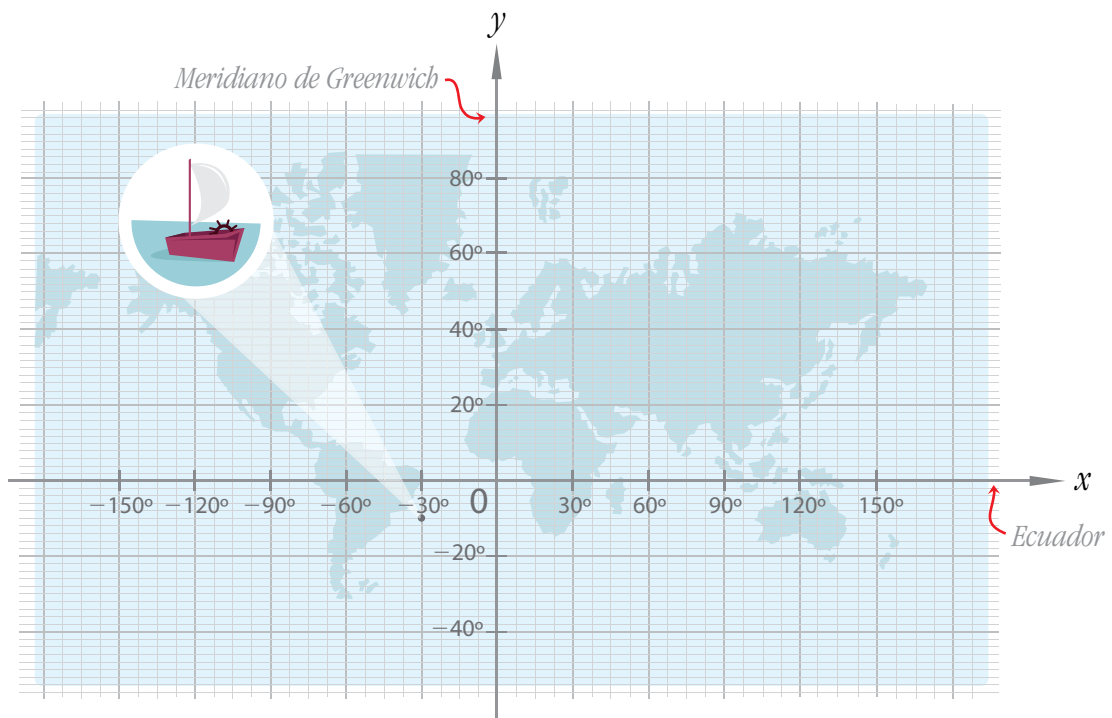 y
Meridiano de Greenwich
80º
60º
40º
20º
−150º −120º −90º −60º −30º 0 30º 60º 90º 120º 150º x
Ecuador
−20º
−40º